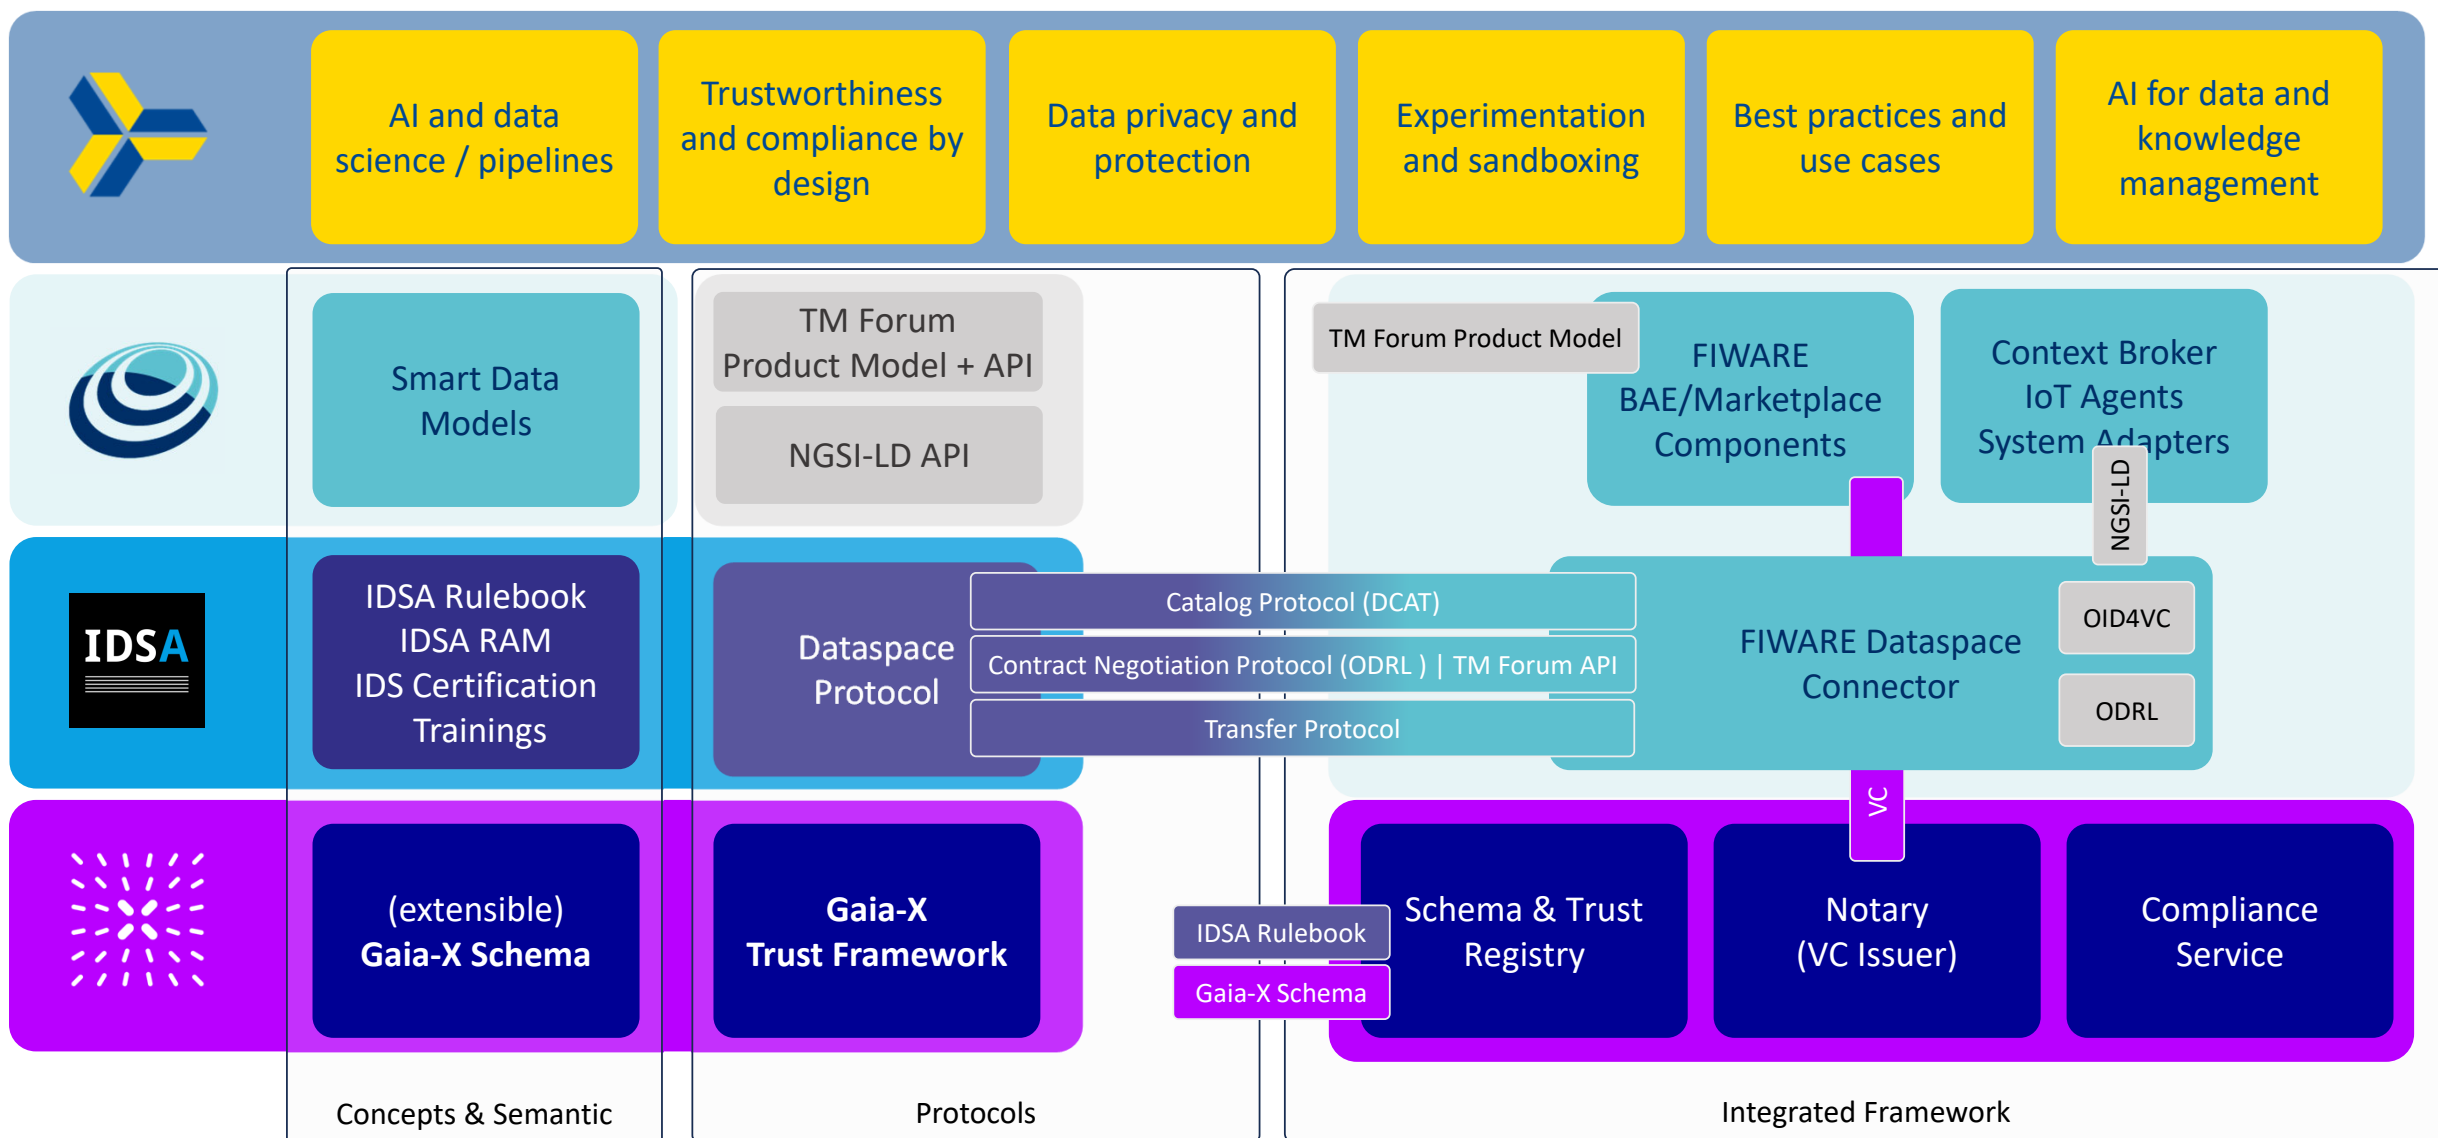 AI and data
science / pipelines
Trustworthiness
and compliance by
design
Data privacy and
protection
Experimentation
and sandboxing
Best practices and
use cases
AI for data and
knowledge
management
Smart Data
Models
TM Forum
Product Model + API
NGSI-LD API
TM Forum Product Model
FIWARE
BAE/Marketplace
Components
Context Broker
IoT Agents
System Adapters
NGSI-LD
IDSA
IDSA Rulebook
IDSA RAM
IDS Certification
Trainings
Dataspace
Protocol
Catalog Protocol (DCAT)
Contract Negotiation Protocol (ODRL ) | TM Forum API
Transfer Protocol
FIWARE Dataspace
Connector
OID4VC
ODRL
VC
(extensible)
Gaia-X Schema
Gaia-X
Trust Framework
IDSA Rulebook
Gaia-X Schema
Schema & Trust
Registry
Notary
(VC Issuer)
Compliance
Service
Concepts & Semantic
Protocols
Integrated Framework